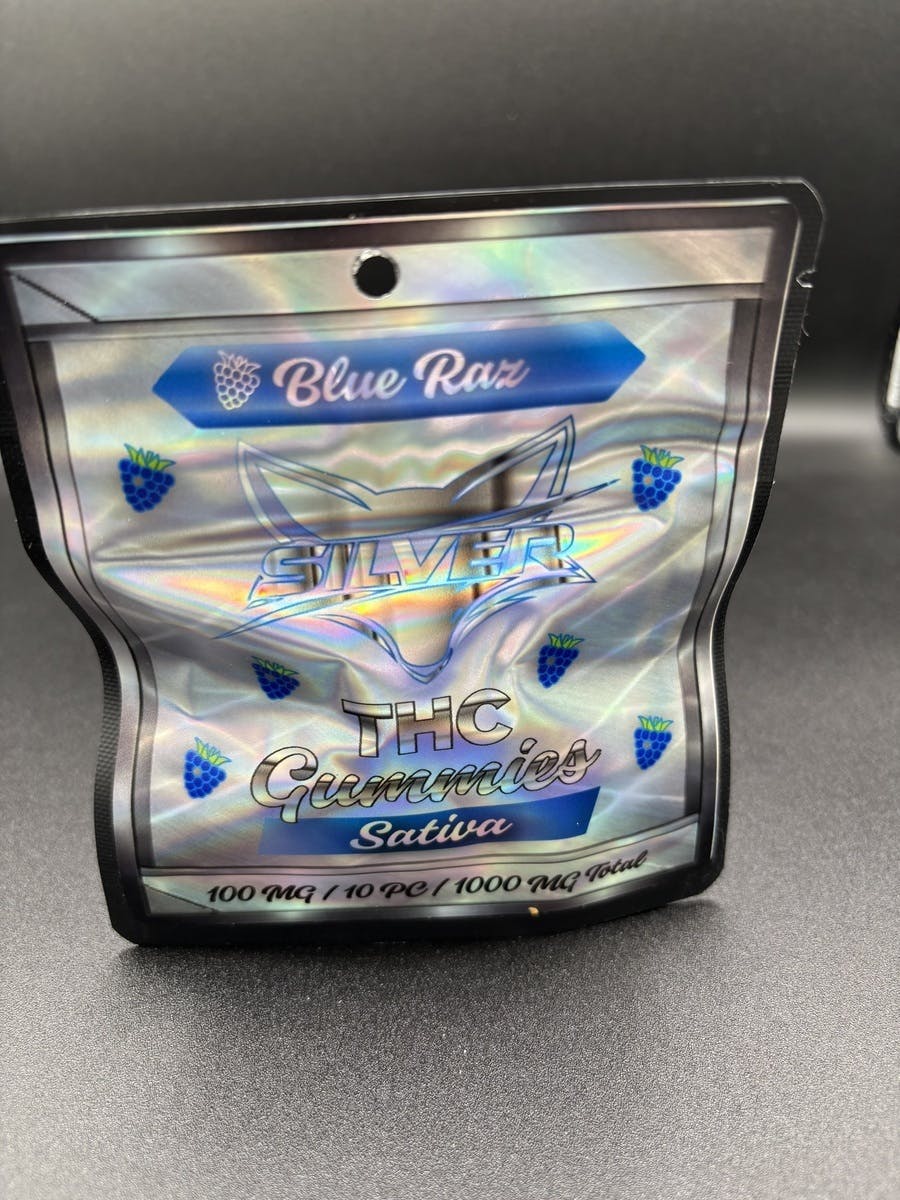 Blue Raz
SILVER
THC
Gummies
Sativa
100 MG / 10 PC / 1000 MG Total